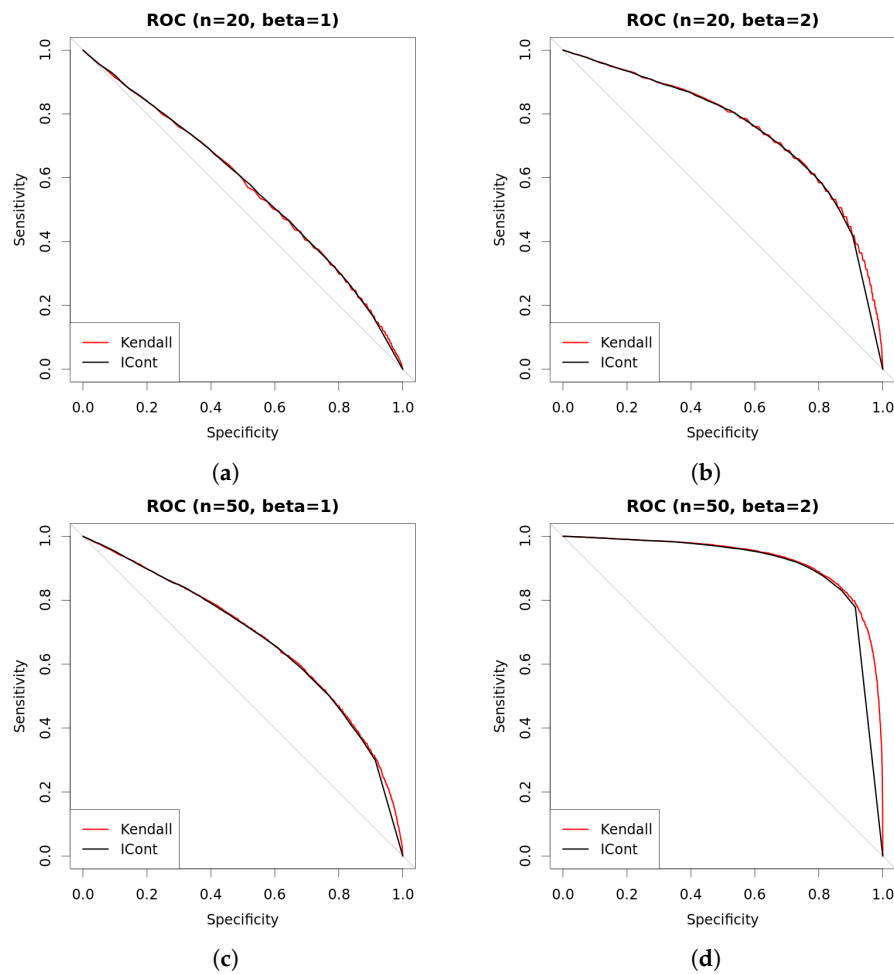 ROC (n=20, beta=1)
Sensitivity
0.0 0.2 0.4 0.6 0.8 1.0
Kendall
ICont
0.0 0.2 0.4 0.6 0.8 1.0
Specificity
(a)
ROC (n=20, beta=2)
Sensitivity
0.0 0.2 0.4 0.6 0.8 1.0
Kendall
ICont
0.0 0.2 0.4 0.6 0.8 1.0
Specificity
(b)
ROC (n=50, beta=1)
Sensitivity
0.0 0.2 0.4 0.6 0.8 1.0
Kendall
ICont
0.0 0.2 0.4 0.6 0.8 1.0
Specificity
(c)
ROC (n=50, beta=2)
Sensitivity
0.0 0.2 0.4 0.6 0.8 1.0
Kendall
ICont
0.0 0.2 0.4 0.6 0.8 1.0
Specificity
(d)